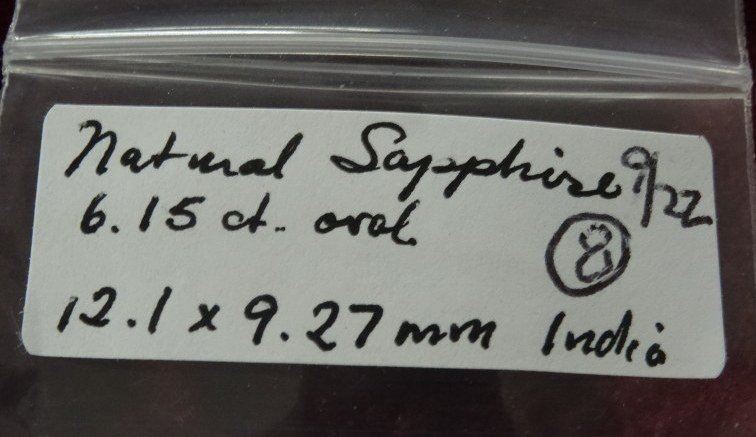 Natural Sapphire 9/22
6.15 ct. oval
8
12.1 x 9.27 mm India